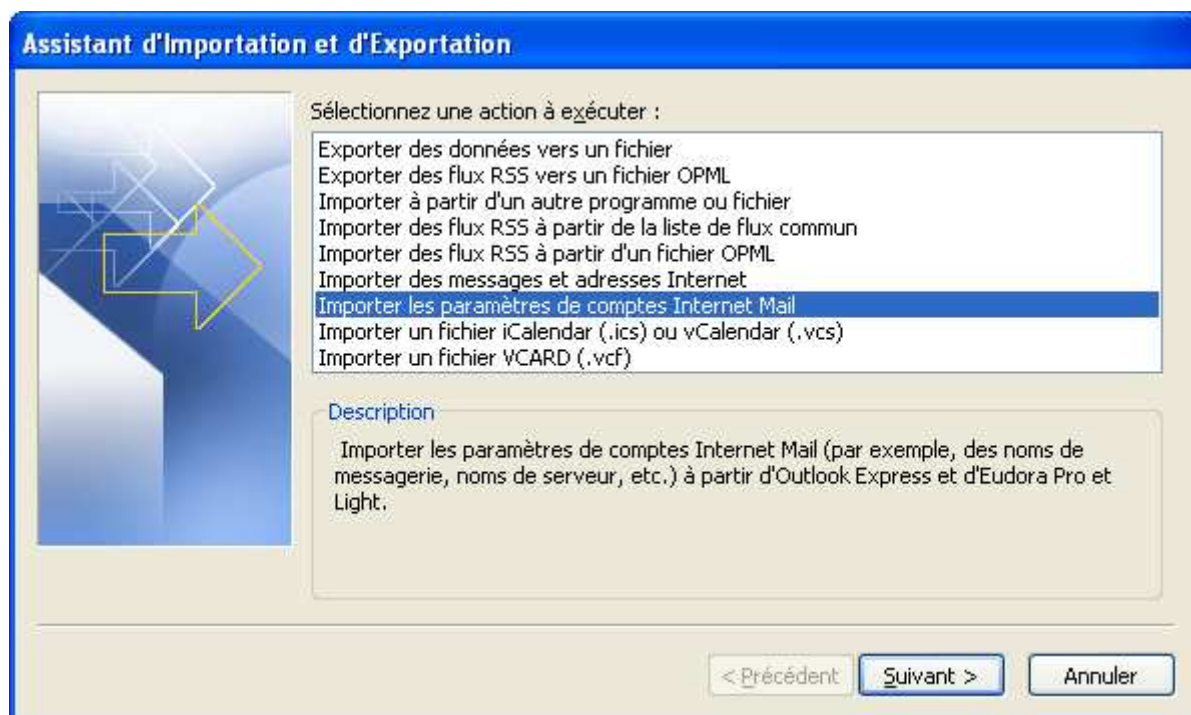 Assistant d'Importation et d'Exportation
Sélectionnez une action à exécuter :
Exporter des données vers un fichier
Exporter des flux RSS vers un fichier OPML
Importer à partir d'un autre programme ou fichier
Importer des flux RSS à partir de la liste de flux commun
Importer des flux RSS à partir d'un fichier OPML
Importer des messages et adresses Internet
Importer les paramètres de comptes Internet Mail
Importer un fichier iCalendar (.ics) ou vCalendar (.vcs)
Importer un fichier VCARD (.vcf)
Description
Importer les paramètres de comptes Internet Mail (par exemple, des noms de
messagerie, noms de serveur, etc.) à partir d'Outlook Express et d'Eudora Pro et
Light.
< Précédent Suivant > Annuler